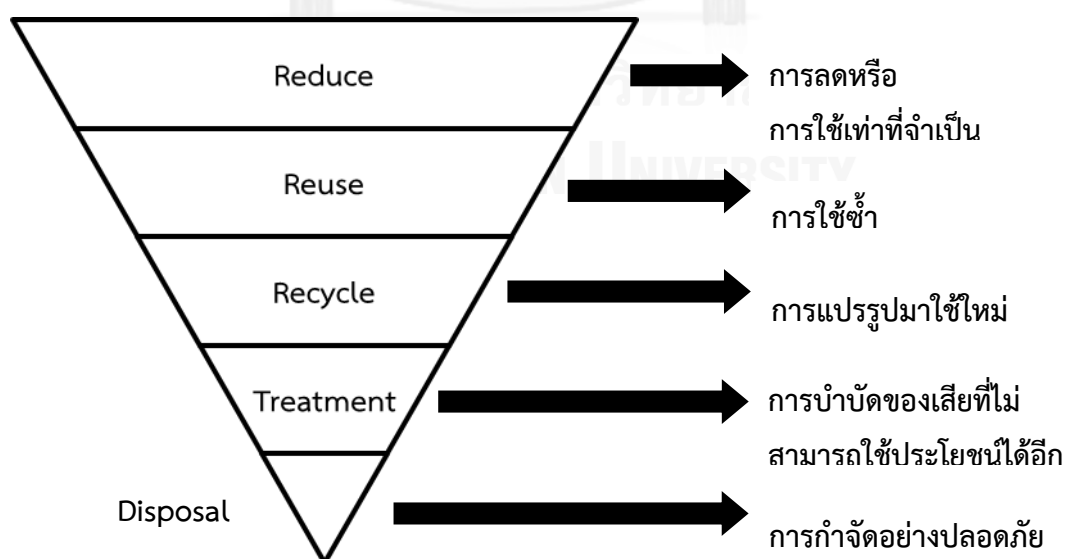 Reduce
การลดหรือ
การใช้เท่าที่จำเป็น
Reuse
UNIVERSITY
การใช้ซ้ำ
Recycle
การแปรรูปมาใช้ใหม่
Treatment
การบำบัดของเสียที่ไม่
สามารถใช้ประโยชน์ได้อีก
Disposal
การกำจัดอย่างปลอดภัย